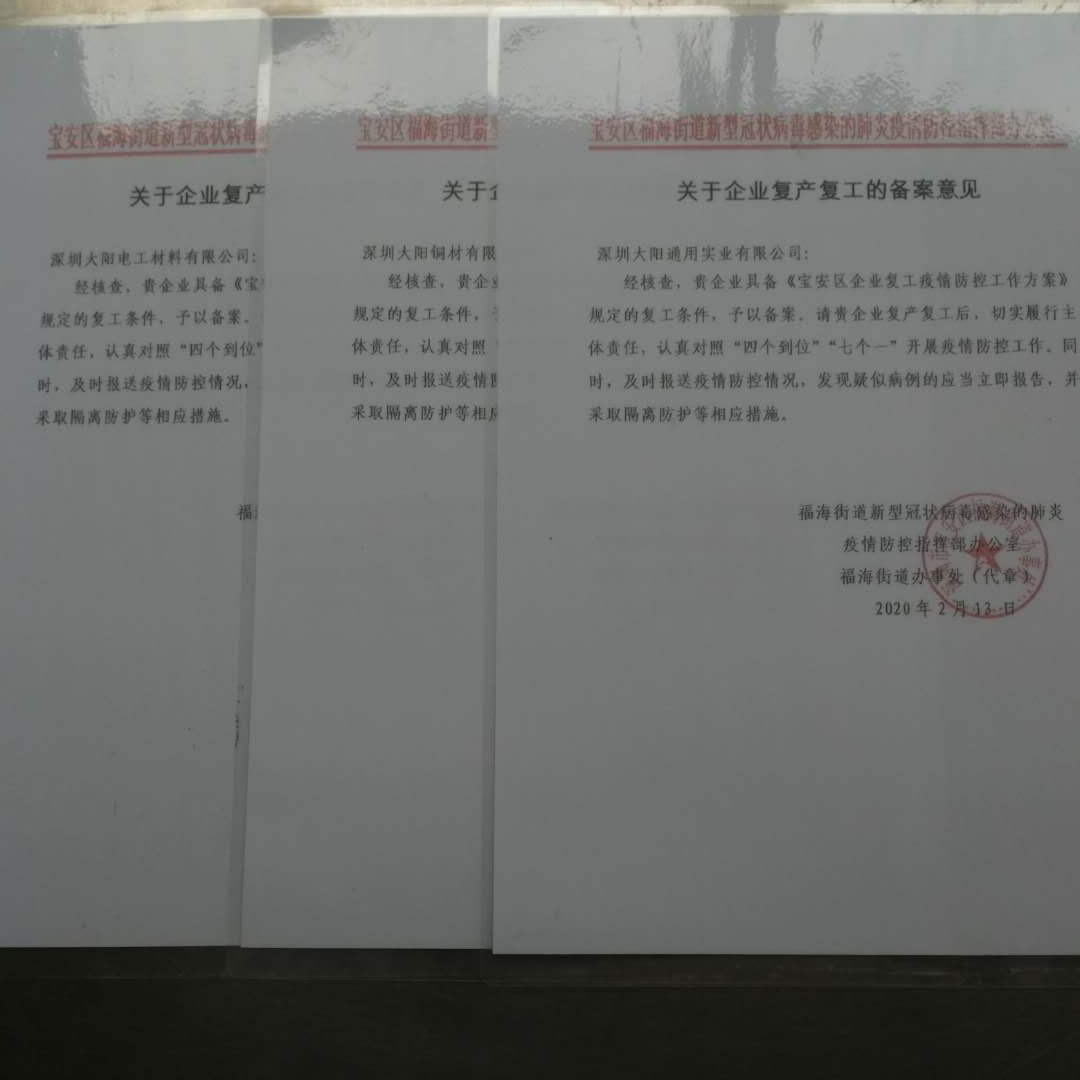 宝安区福海街道新型冠状病毒
关于企业复产
深圳大阳电工材料有限公司:
经核查，贵企业具备《宝
规定的复工条件，予以备案。
体责任，认真对照“四个到位”
时，及时报送疫情防控情况，
采取隔离防护等相应措施。
福
宝安区福海街道新
关于
深圳大阳铜材有限
经核查，贵企
规定的复工条件，
体责任，认真对照“
时，及时报送疫情
采取隔离防护等相
宝安区福海街道新型冠状病毒感染的肺炎疫情防控指挥部办公室
关于企业复产复工的备案意见
深圳大阳通用实业有限公司:
经核查，贵企业具备《宝安区企业复工疫情防控工作方案》
规定的复工条件，予以备案。请贵企业复产复工后，切实履行主
体责任，认真对照“四个到位”“七个一”开展疫情防控工作。同
时，及时报送疫情防控情况，发现疑似病例的应当立即报告，并
采取隔离防护等相应措施。
福海街道新型冠状病毒感染的肺炎
疫情防控指挥部办公室
福海街道办事处（代章）
2020年2月13日